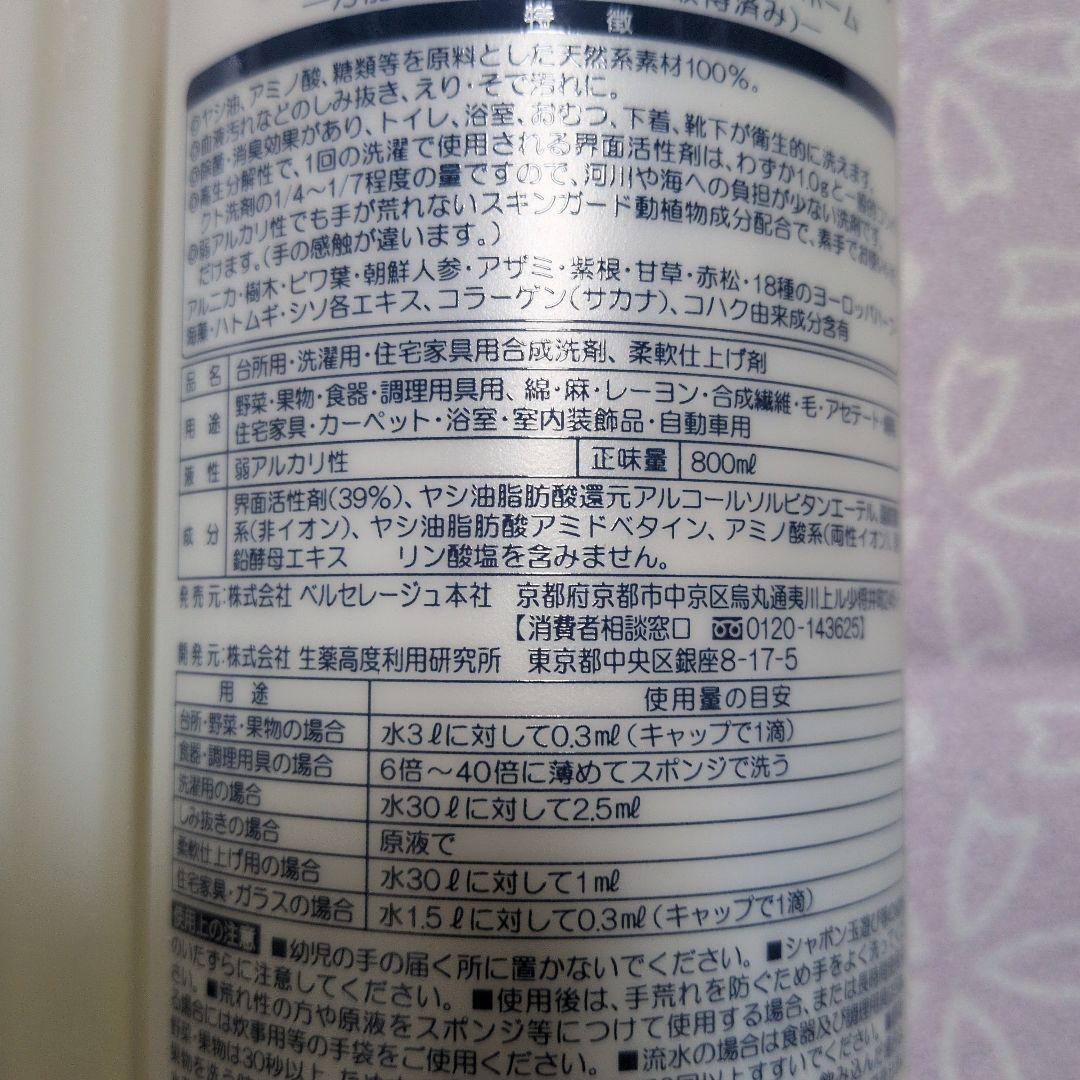 特徴
ヤシ油、アミノ酸、糖類等を原料とした天然系素材100%。
血液汚れなどのしみ抜き、えり・そで汚れに。
除菌・消臭効果があり、トイレ、浴室、おむつ、下着、靴下が衛生的に洗えます。
生分解性で、1回の洗濯で使用される界面活性剤は、わずか1.0gと一般的
クト洗剤の1/4〜1/7程度の量ですので、河川や海への負担が少ない洗剤です。
弱アルカリ性でも手が荒れないスキンガード動植物成分配合で、素手で
だけます。(手の感触が違います。)
アルニカ・樹木・ビワ葉・朝鮮人参・アザミ・紫根・甘草・赤松・18種のヨーロッパハーブ
海藻・ハトムギ・シソ各エキス、コラーゲン(サカナ)、コハク由来成分含有
品名 台所用・洗濯用・住宅家具用合成洗剤、柔軟仕上げ剤
用途 野菜・果物・食器・調理用具用、綿・麻・レーヨン・合成繊維・毛・アセテート・
住宅家具・カーペット・浴室・室内装飾品・自動車用
液性 弱アルカリ性 正味量 800ml
成分 界面活性剤(39%)、ヤシ油脂肪酸還元アルコールソルビタンエーテル、
系(非イオン)、ヤシ油脂肪酸アミドベタイン、アミノ酸系(両性イオン)、
鉛酵母エキス リン酸塩を含みません。
発売元:株式会社 ベルセレージュ本社 京都府京都市中京区烏丸通夷川上ル少将井町
【消費者相談窓口 0120-143625】
開発元:株式会社 生薬高度利用研究所 東京都中央区銀座8-17-5
用途 使用量の目安
台所・野菜・果物の場合 水3ℓに対して0.3mℓ(キャップで1滴)
食器・調理用具の場合 6倍〜40倍に薄めてスポンジで洗う
洗濯用の場合 水30ℓに対して2.5mℓ
しみ抜きの場合 原液で
柔軟仕上げ用の場合 水30ℓに対して1mℓ
住宅家具・ガラスの場合 水1.5ℓに対して0.3mℓ(キャップで1滴)
使用上の注意 ■幼児の手の届く所に置かないでください。■シャボン玉遊び
のいたずらに注意してください。■使用後は、手荒れを防ぐため手をよく洗っ
さい。■荒れ性の方や原液をスポンジ等につけて使用する場合、または長時間
る場合には炊事用等の手袋をご使用ください。■流水の場合は食器及び調理用具
野菜・果物は30秒以上、